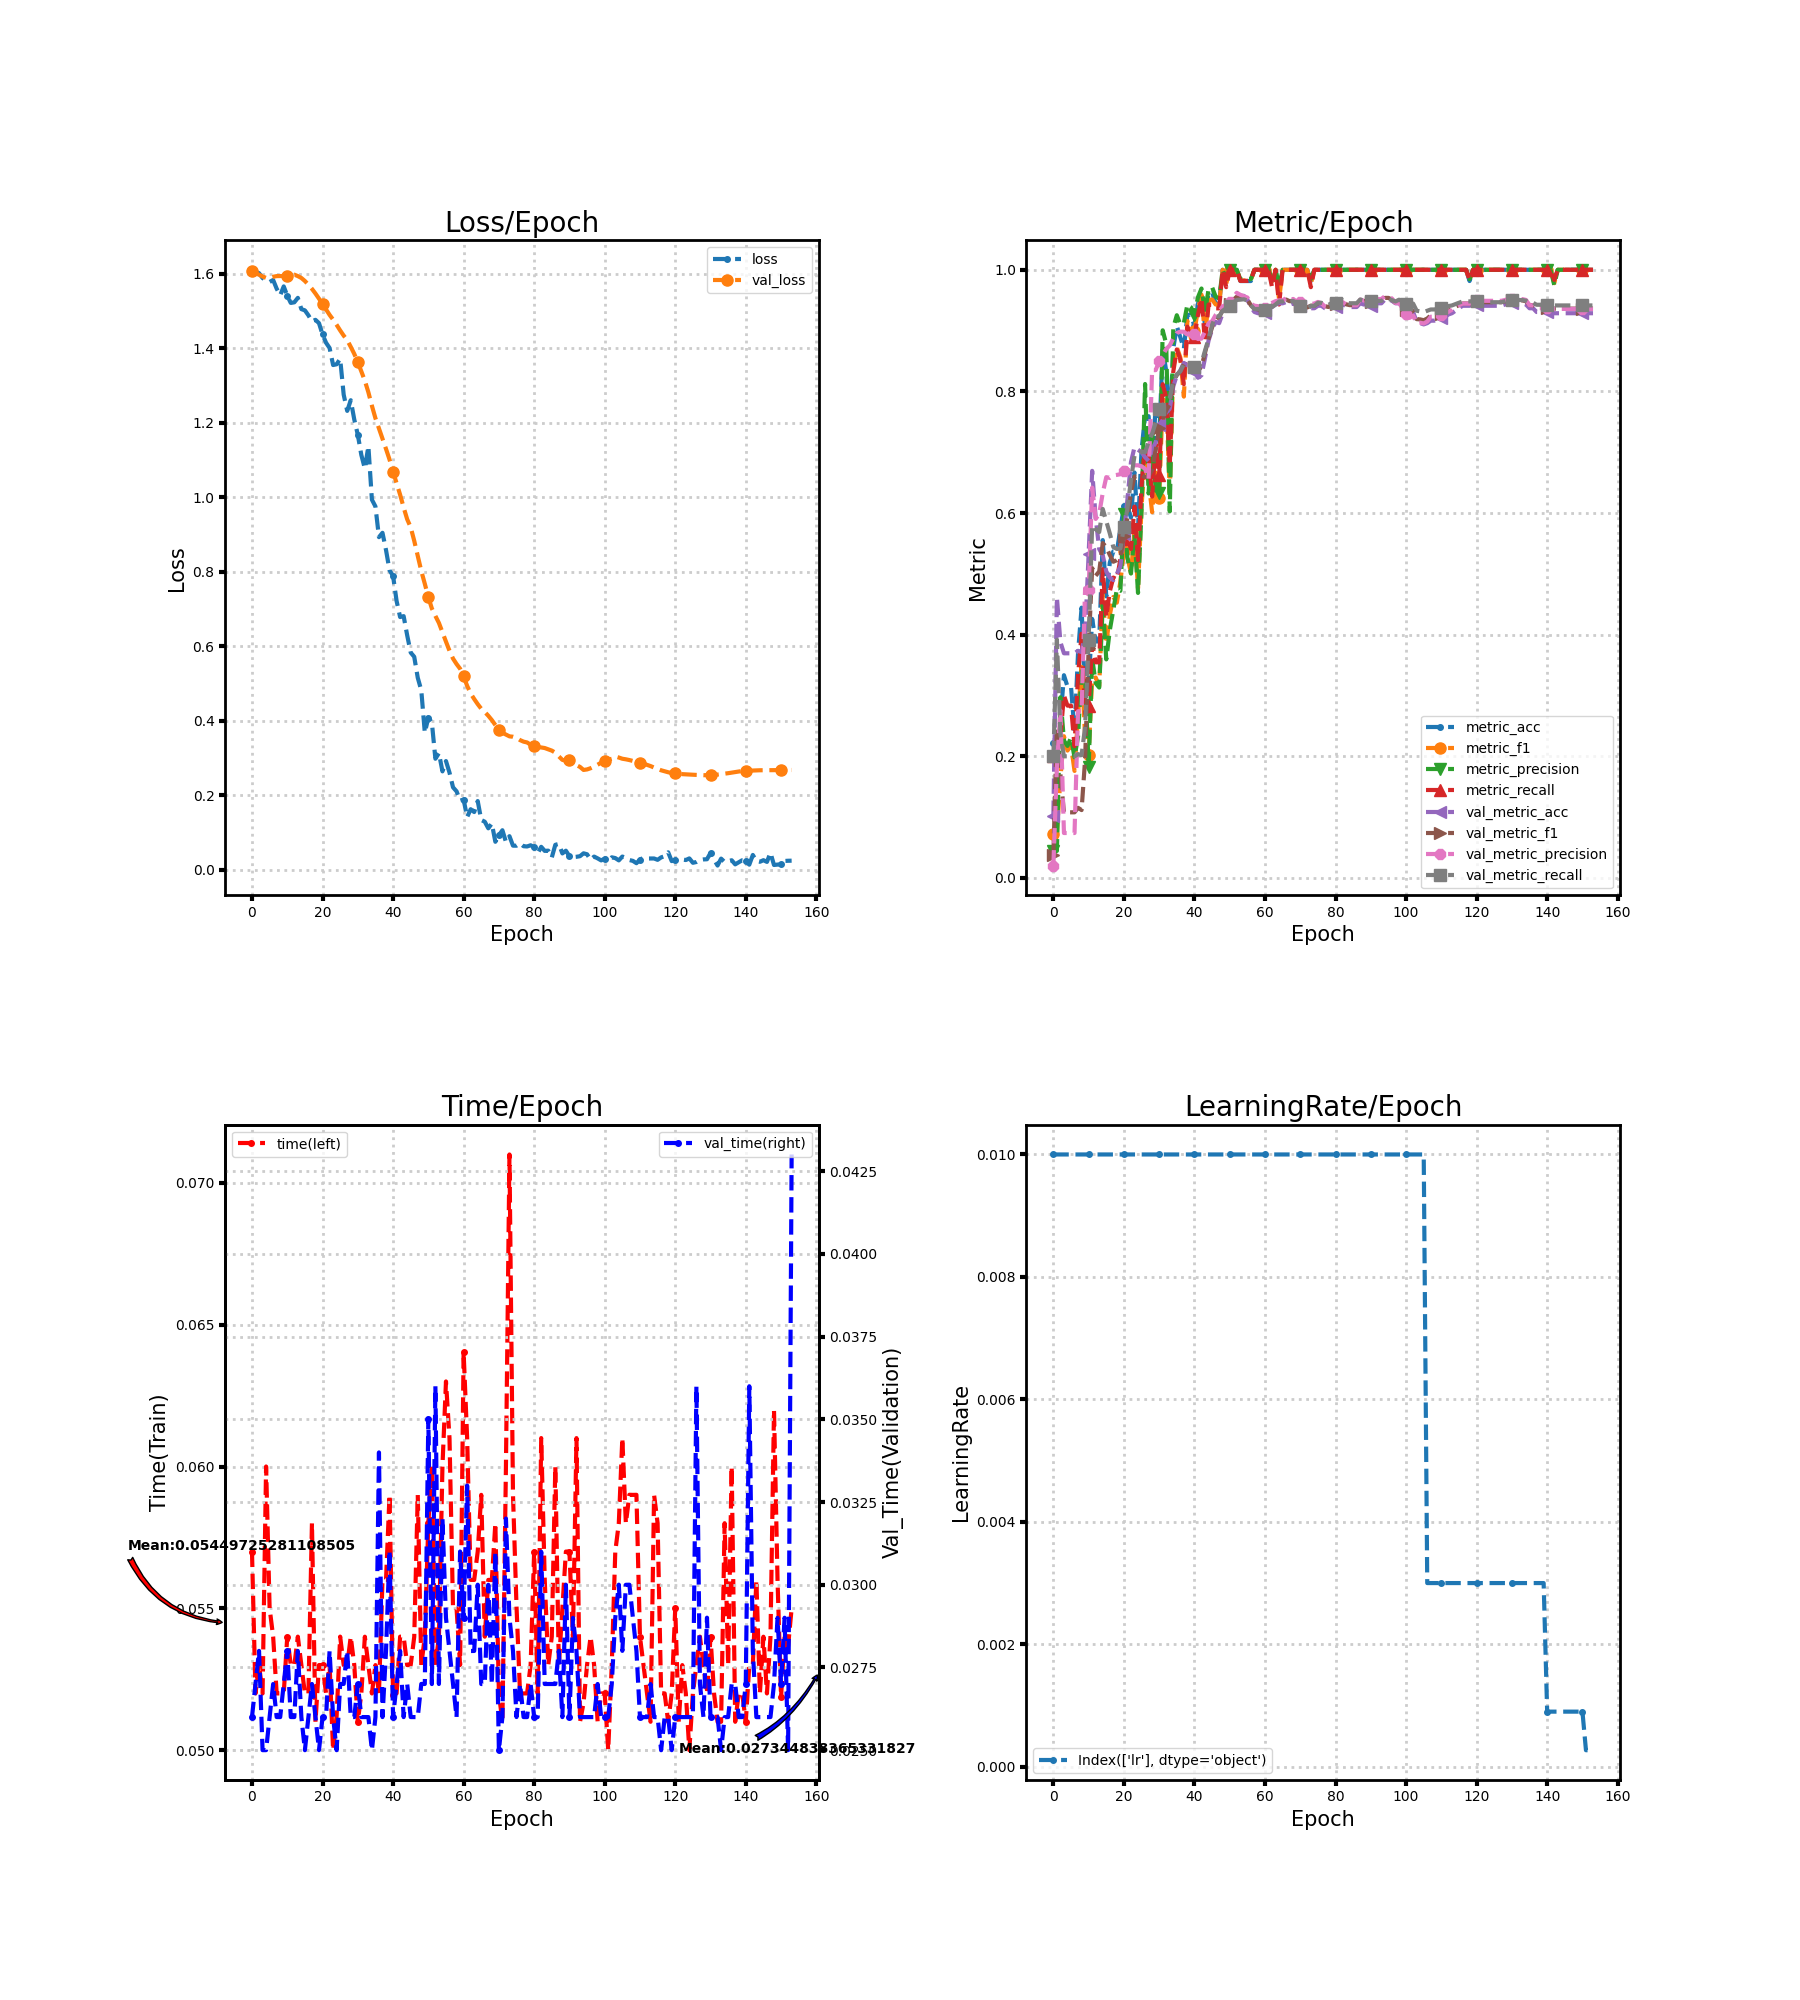 Loss/Epoch
1.6
1.4
1.2
1.0
0.8
0.6
0.4
0.2
0.0
Loss
loss
val_loss
0 20 40 60 80 100 120 140 160
Epoch
Metric/Epoch
1.0
0.8
0.6
0.4
0.2
0.0
Metric
metric_acc
metric_f1
metric_precision
metric_recall
val_metric_acc
val_metric_f1
val_metric_precision
val_metric_recall
0 20 40 60 80 100 120 140 160
Epoch
Time/Epoch
time(left)
val_time(right)
0.070
0.065
0.060
0.055
0.050
Time(Train)
Mean:0.05449725281108505
0.0425
0.0400
0.0375
0.0350
0.0325
0.0300
0.0275
0.0250
Val_Time(Validation)
0 20 40 60 80 100 120 140 160
Epoch
LearningRate/Epoch
0.010
0.008
0.006
0.004
0.002
0.000
LearningRate
Index(['lr'], dtype='object')
0 20 40 60 80 100 120 140 160
Epoch